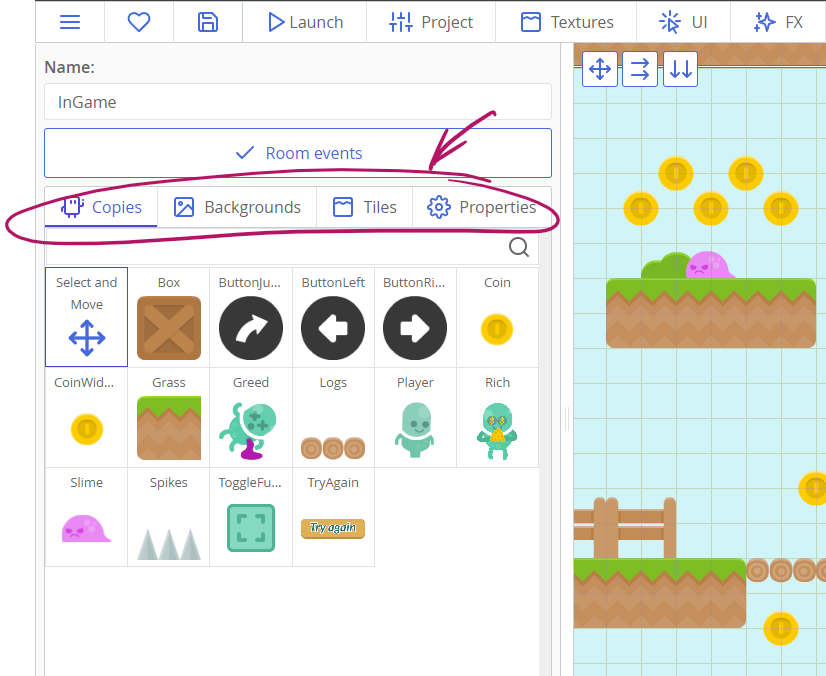 Launch Project Textures UI FX
Name:
InGame
Room events
Copies Backgrounds Tiles Properties
Select and Move Box ButtonJu... ButtonLeft ButtonRi... Coin
CoinWid... Grass Greed Logs Player Rich
Slime Spikes ToggleFu... TryAgain
Try again